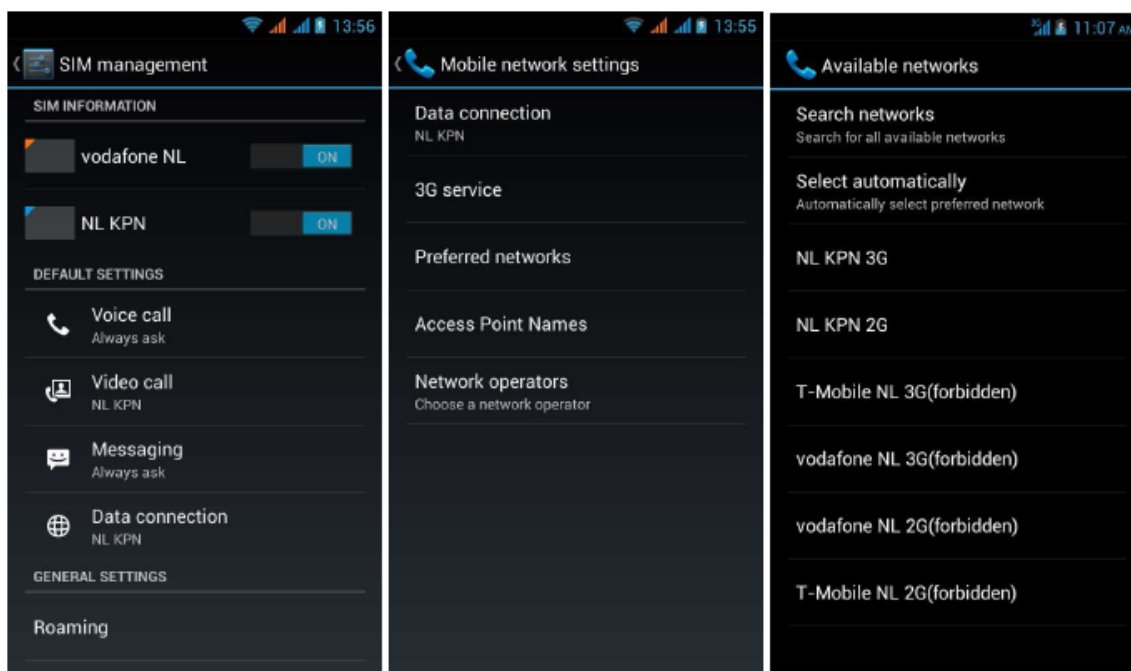 13:56
SIM management
SIM INFORMATION
vodafone NL
ON
NL KPN
ON
DEFAULT SETTINGS
Voice call
Always ask
Video call
NL KPN
Messaging
Always ask
Data connection
NL KPN
GENERAL SETTINGS
Roaming
13:55
Mobile network settings
Data connection
NL KPN
3G service
Preferred networks
Access Point Names
Network operators
Choose a network operator
3G
11:07 AM
Available networks
Search networks
Search for all available networks
Select automatically
Automatically select preferred network
NL KPN 3G
NL KPN 2G
T-Mobile NL 3G(forbidden)
vodafone NL 3G(forbidden)
vodafone NL 2G(forbidden)
T-Mobile NL 2G(forbidden)